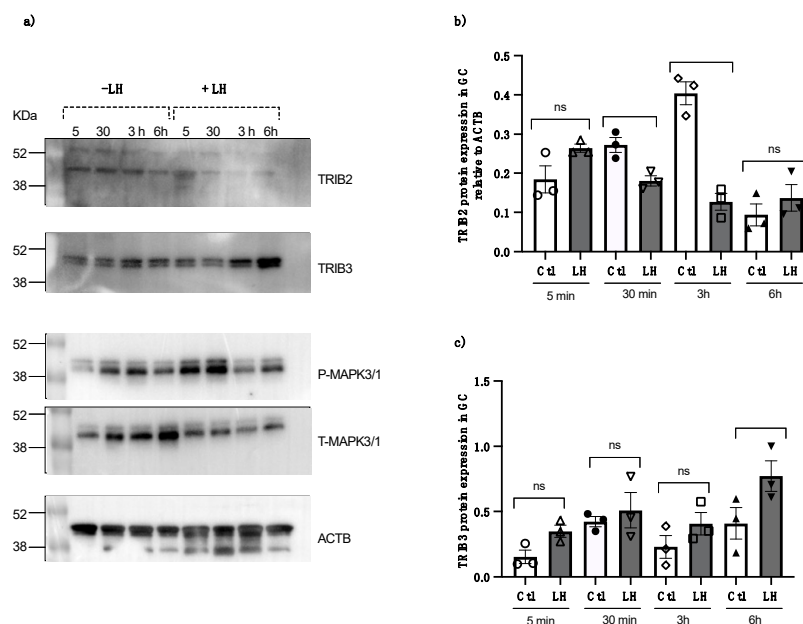 a)
−LH + LH
KDa
5 30 3 h 6h 5 30 3 h 6h
52
38
TRIB2
52
38
TRIB3
52
38
P-MAPK3/1
52
38
T-MAPK3/1
52
38
ACTB
b)
TRIB2 protein expression in GC
relative to ACTB
0.5
0.4
0.3
0.2
0.1
0.0
ns
ns
Ctl LH Ctl LH Ctl LH Ctl LH
5 min 30 min 3h 6h
c)
TRIB3 protein expression in GC
1.5
1.0
0.5
0.0
ns
ns
ns
Ctl LH Ctl LH Ctl LH Ctl LH
5 min 30 min 3h 6h